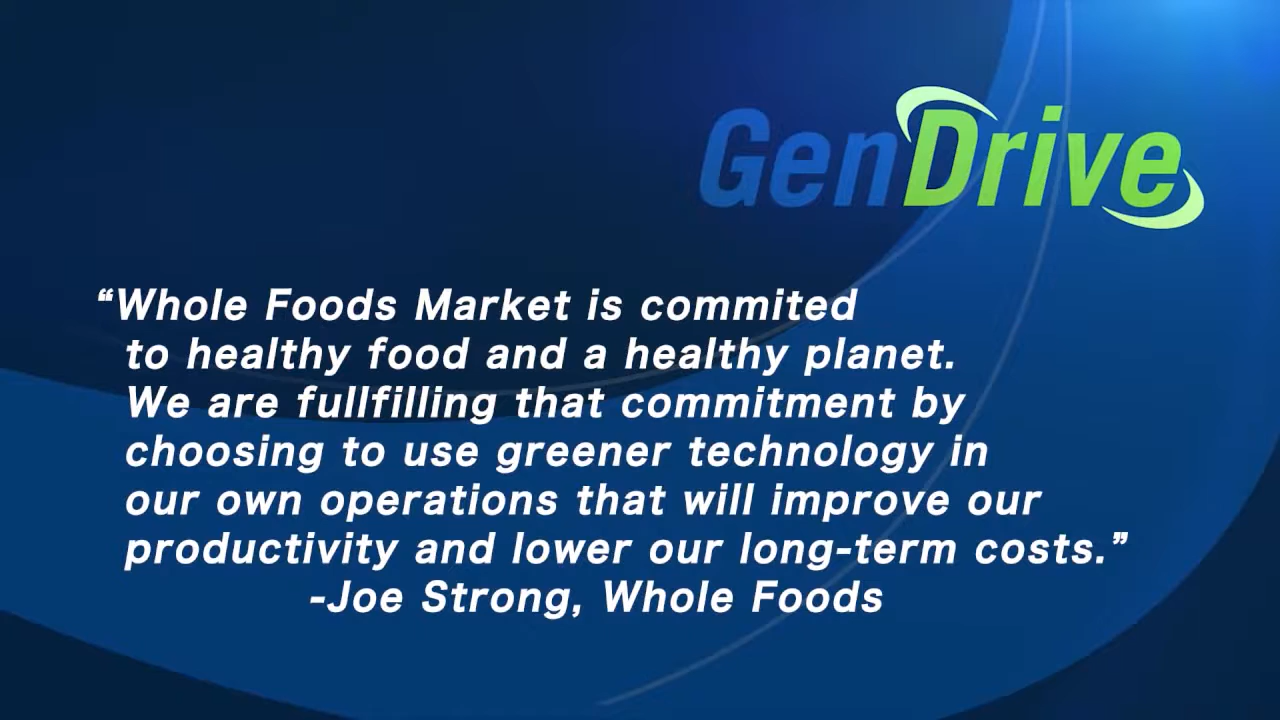 GenDrive
“Whole Foods Market is commited
to healthy food and a healthy planet.
We are fullfilling that commitment by
choosing to use greener technology in
our own operations that will improve our
productivity and lower our long-term costs.”
-Joe Strong, Whole Foods